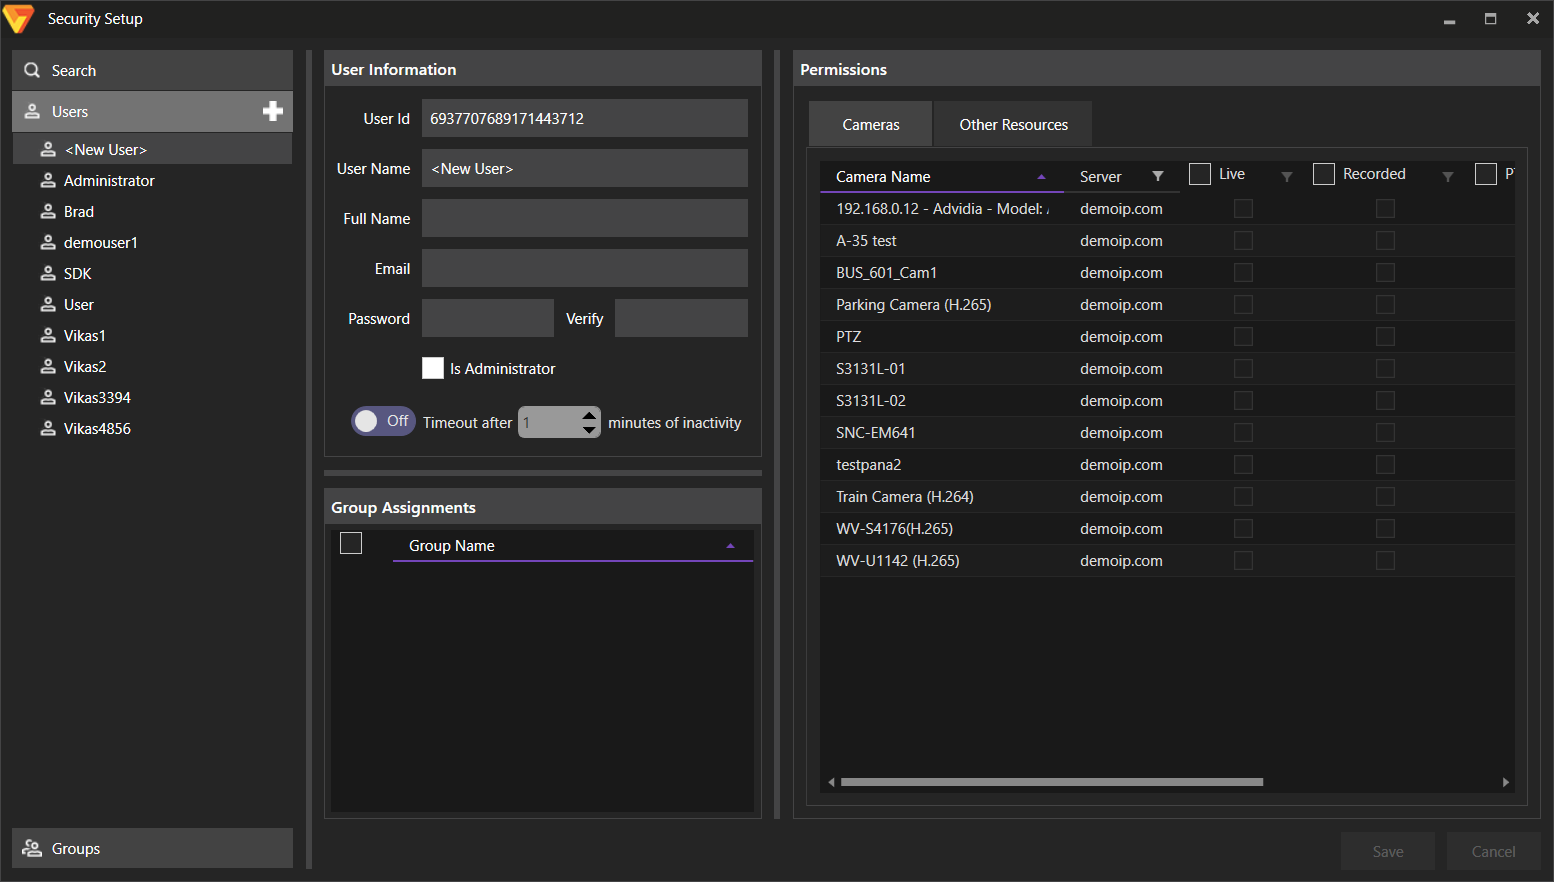 Security Setup
Search
Users
<New User>
Administrator
Brad
demouser1
SDK
User
Vikas1
Vikas2
Vikas3394
Vikas4856
Groups
User Information
User Id 6937707689171443712
User Name <New User>
Full Name
Email
Password Verify
Is Administrator
Off Timeout after 1 minutes of inactivity
Group Assignments
Group Name
Permissions
Cameras Other Resources
Camera Name Server Live Recorded
192.168.0.12 - Advidia - Model: demoip.com
A-35 test demoip.com
BUS_601_Cam1 demoip.com
Parking Camera (H.265) demoip.com
PTZ demoip.com
S3131L-01 demoip.com
S3131L-02 demoip.com
SNC-EM641 demoip.com
testpana2 demoip.com
Train Camera (H.264) demoip.com
WV-S4176(H.265) demoip.com
WV-U1142 (H.265) demoip.com
Save Cancel